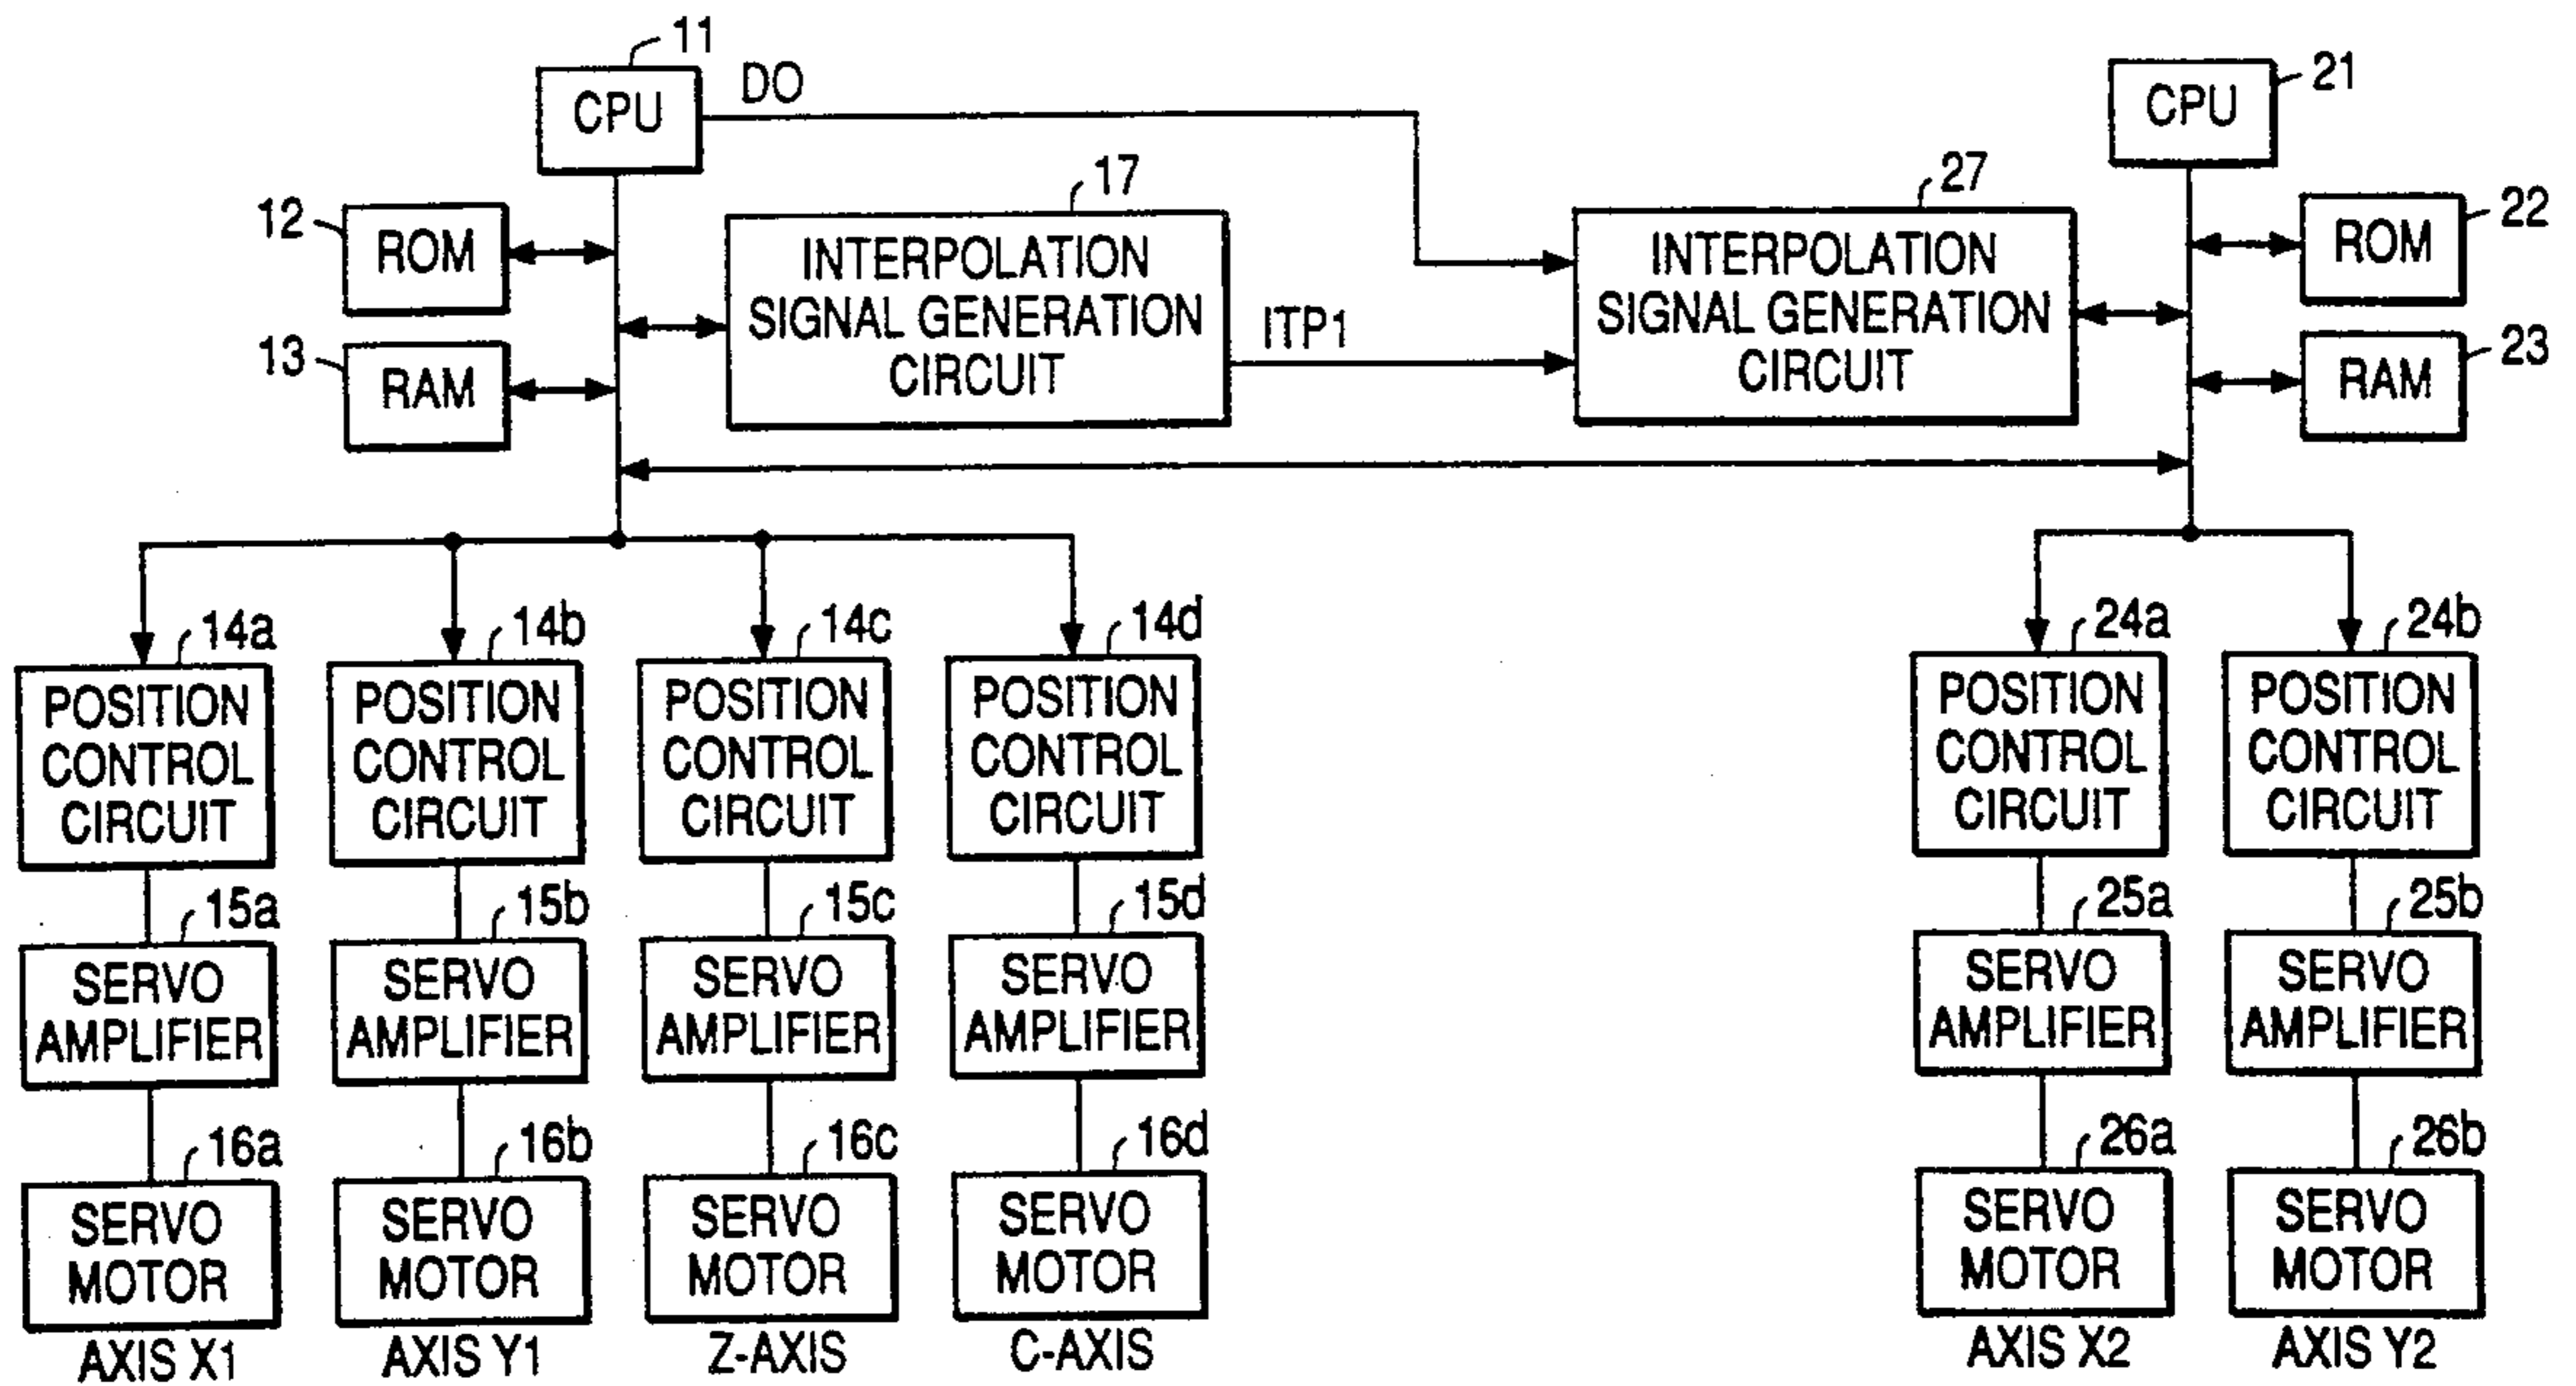 11
CPU
DO
21
CPU
12
ROM
17
INTERPOLATION
SIGNAL GENERATION
CIRCUIT
27
INTERPOLATION
SIGNAL GENERATION
CIRCUIT
22
ROM
13
RAM
ITP1
23
RAM
14a
POSITION
CONTROL
CIRCUIT
14b
POSITION
CONTROL
CIRCUIT
14c
POSITION
CONTROL
CIRCUIT
14d
POSITION
CONTROL
CIRCUIT
24a
POSITION
CONTROL
CIRCUIT
24b
POSITION
CONTROL
CIRCUIT
15a
SERVO
AMPLIFIER
15b
SERVO
AMPLIFIER
15c
SERVO
AMPLIFIER
15d
SERVO
AMPLIFIER
25a
SERVO
AMPLIFIER
25b
SERVO
AMPLIFIER
16a
SERVO
MOTOR
16b
SERVO
MOTOR
16c
SERVO
MOTOR
16d
SERVO
MOTOR
26a
SERVO
MOTOR
26b
SERVO
MOTOR
AXIS X1
AXIS Y1
Z-AXIS
C-AXIS
AXIS X2
AXIS Y2